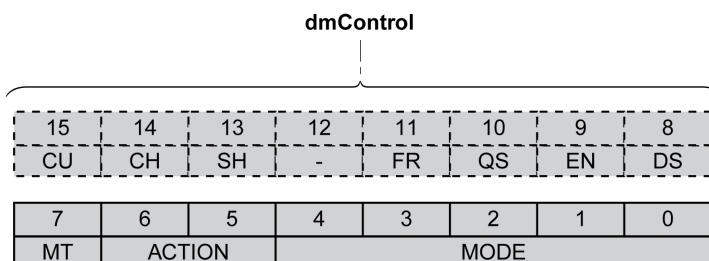 dmControl
15 14 13 12 11 10 9 8
CU CH SH - FR QS EN DS
7 6 5 4 3 2 1 0
MT ACTION MODE